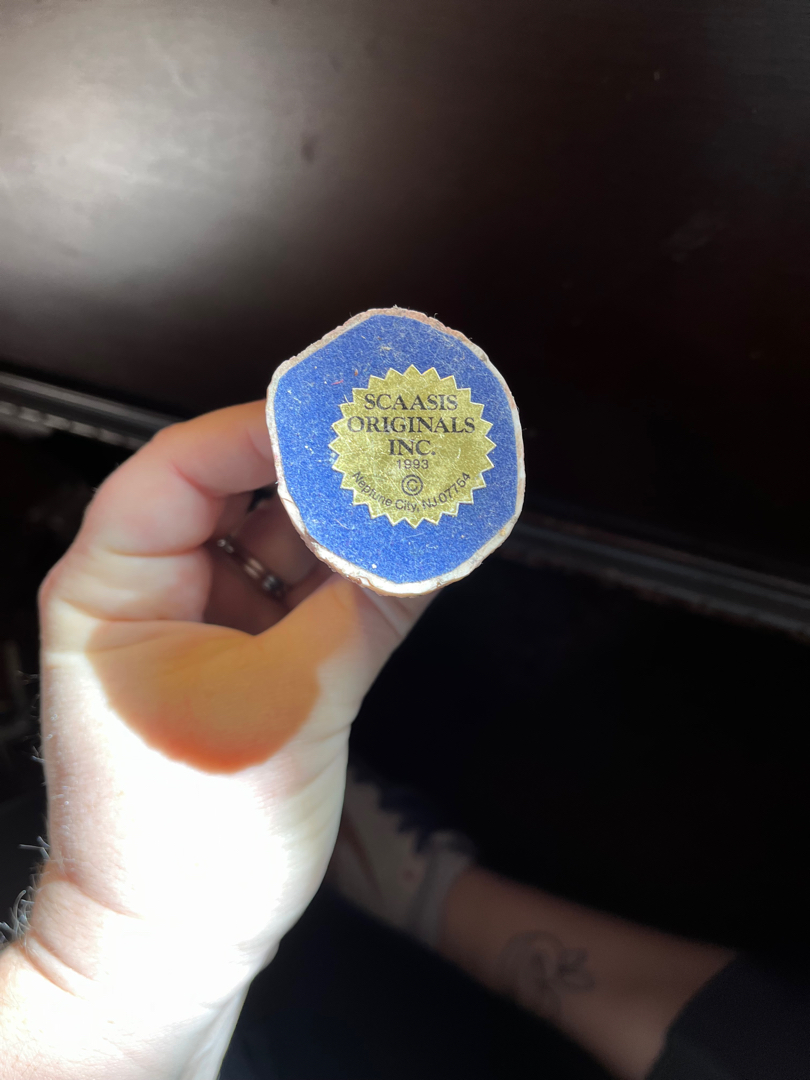 SCAASIS
ORIGINALS
INC.
1993
©
Neptune City, NJ 07754